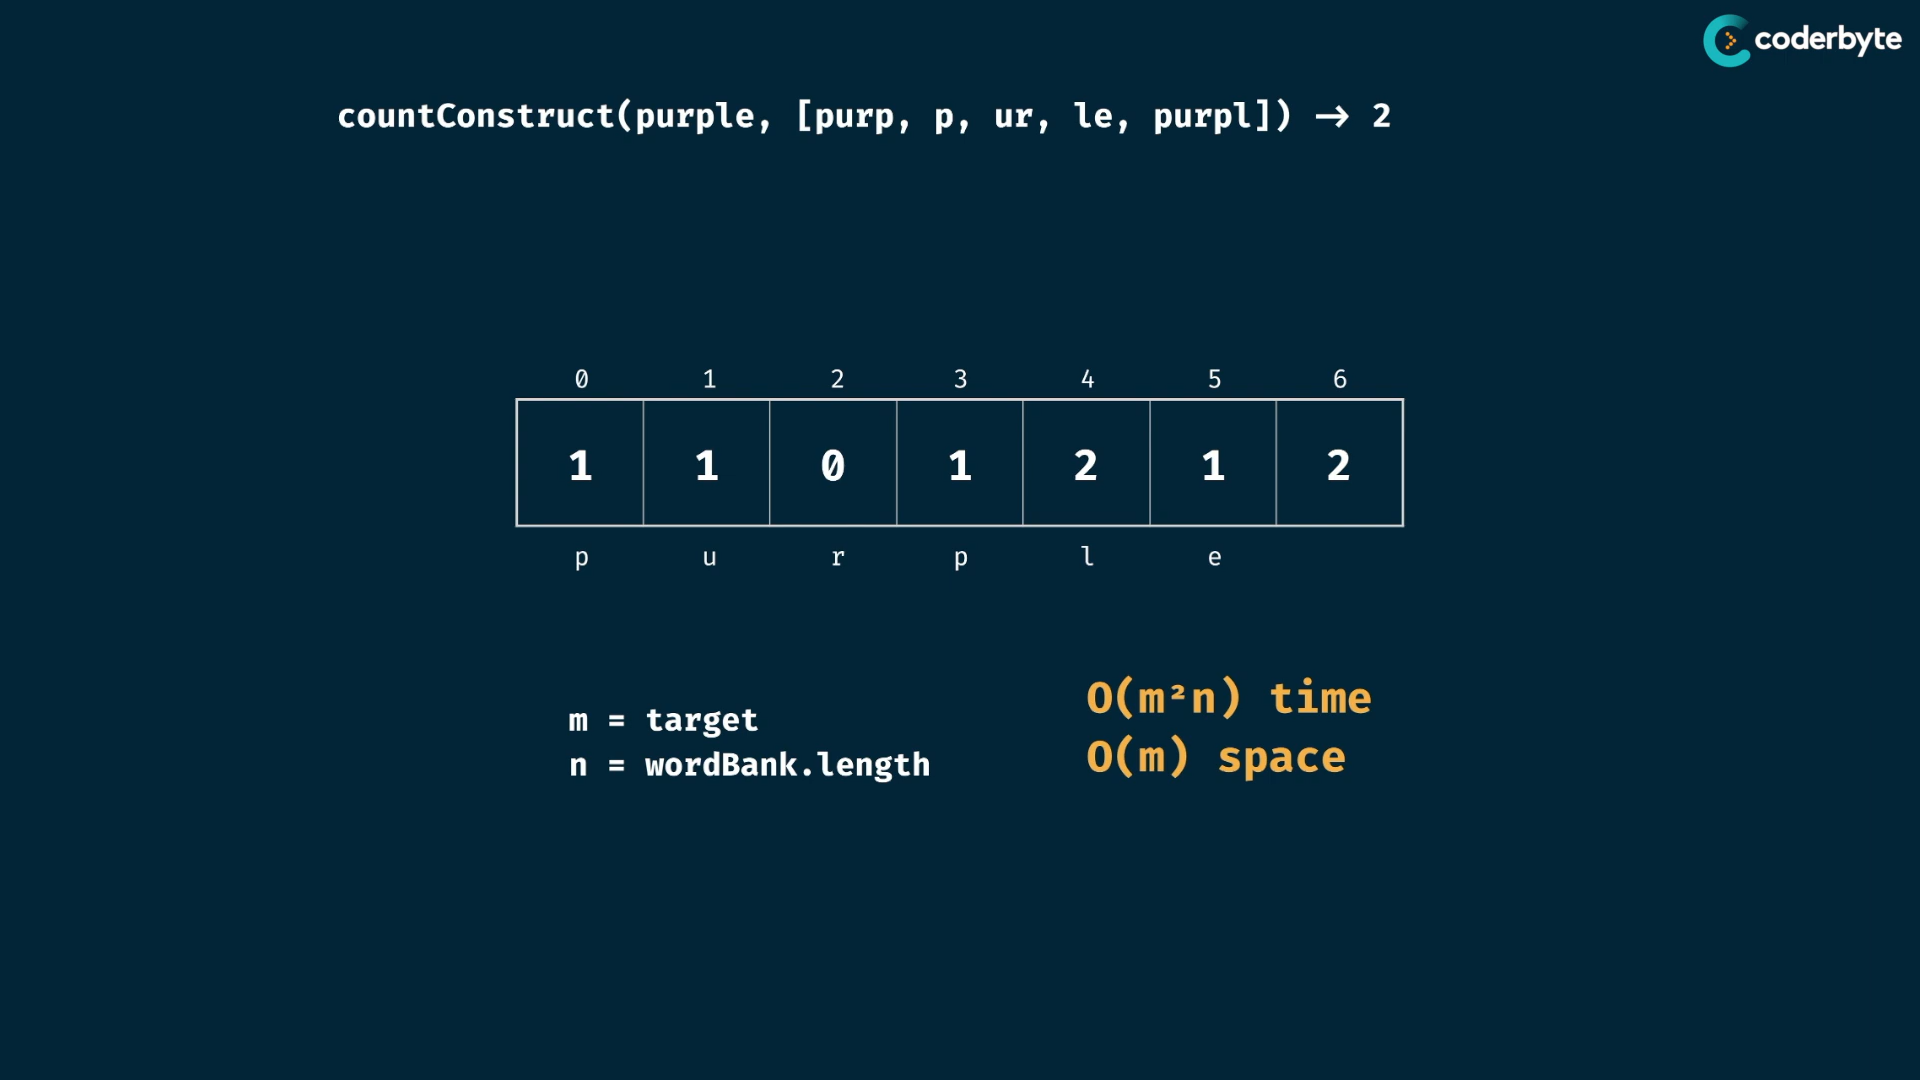 coderbyte
countConstruct(purple, [purp, p, ur, le, purpl]) → 2
0 1 2 3 4 5 6
1 1 0 1 2 1 2
p u r p l e
m = target
n = wordBank.length
O(m²n) time
O(m) space